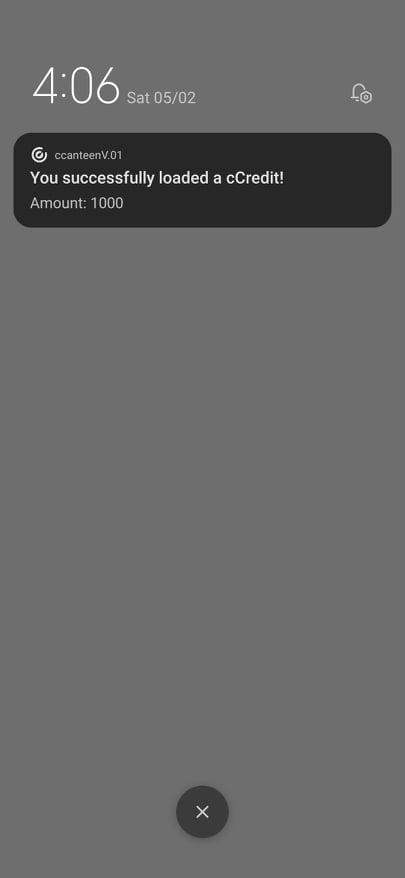 4:06 Sat 05/02
ccanteenV.01
You successfully loaded a cCredit!
Amount: 1000